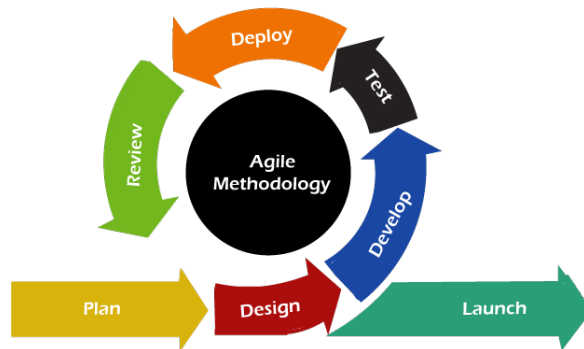 Deploy
Test
Review
Agile
Methodology
Develop
Plan
Design
Launch